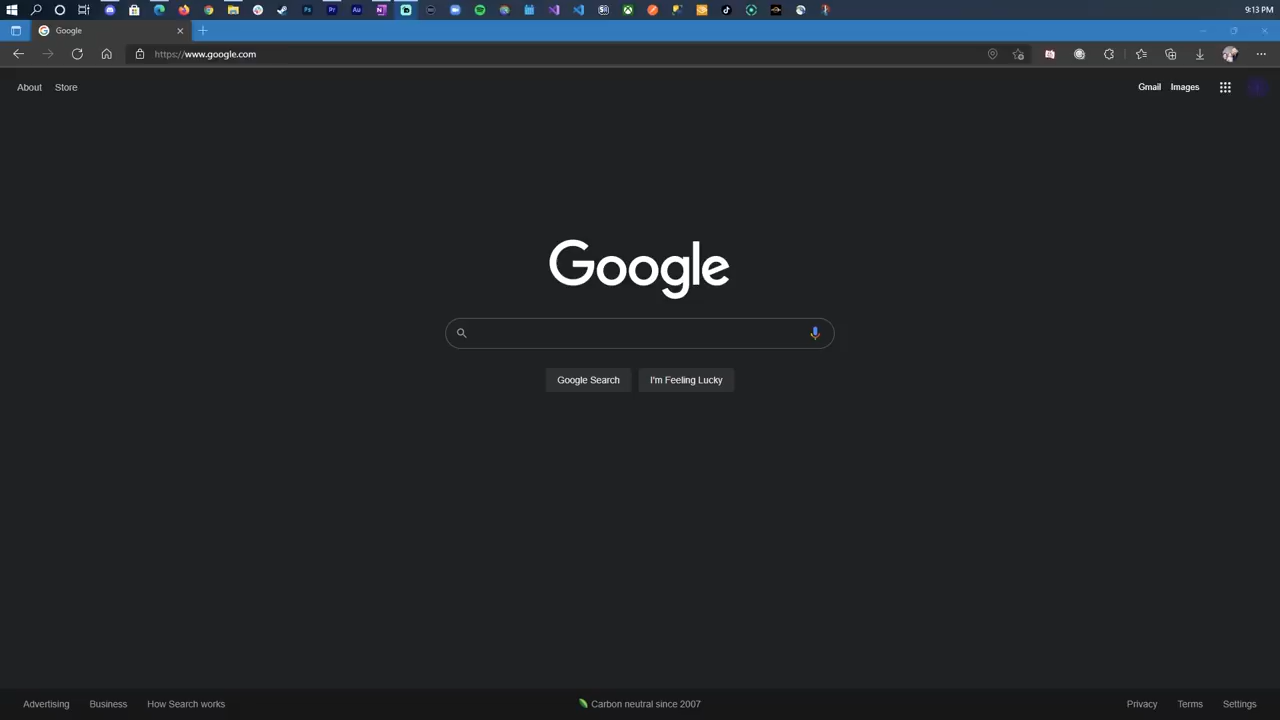 9:13 PM
Google
https://www.google.com
About Store
Gmail Images
Google
Google Search I'm Feeling Lucky
Advertising Business How Search works
Carbon neutral since 2007
Privacy Terms Settings